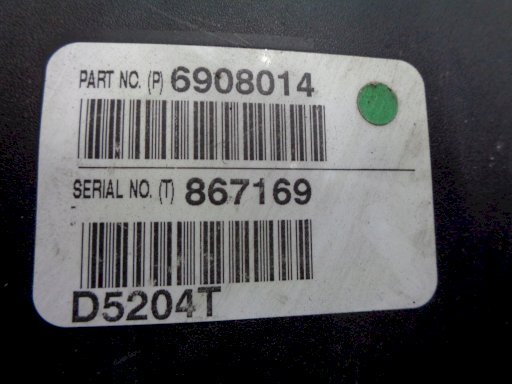 PART NO. (P) 6908014
SERIAL NO. (T) 867169
D5204T